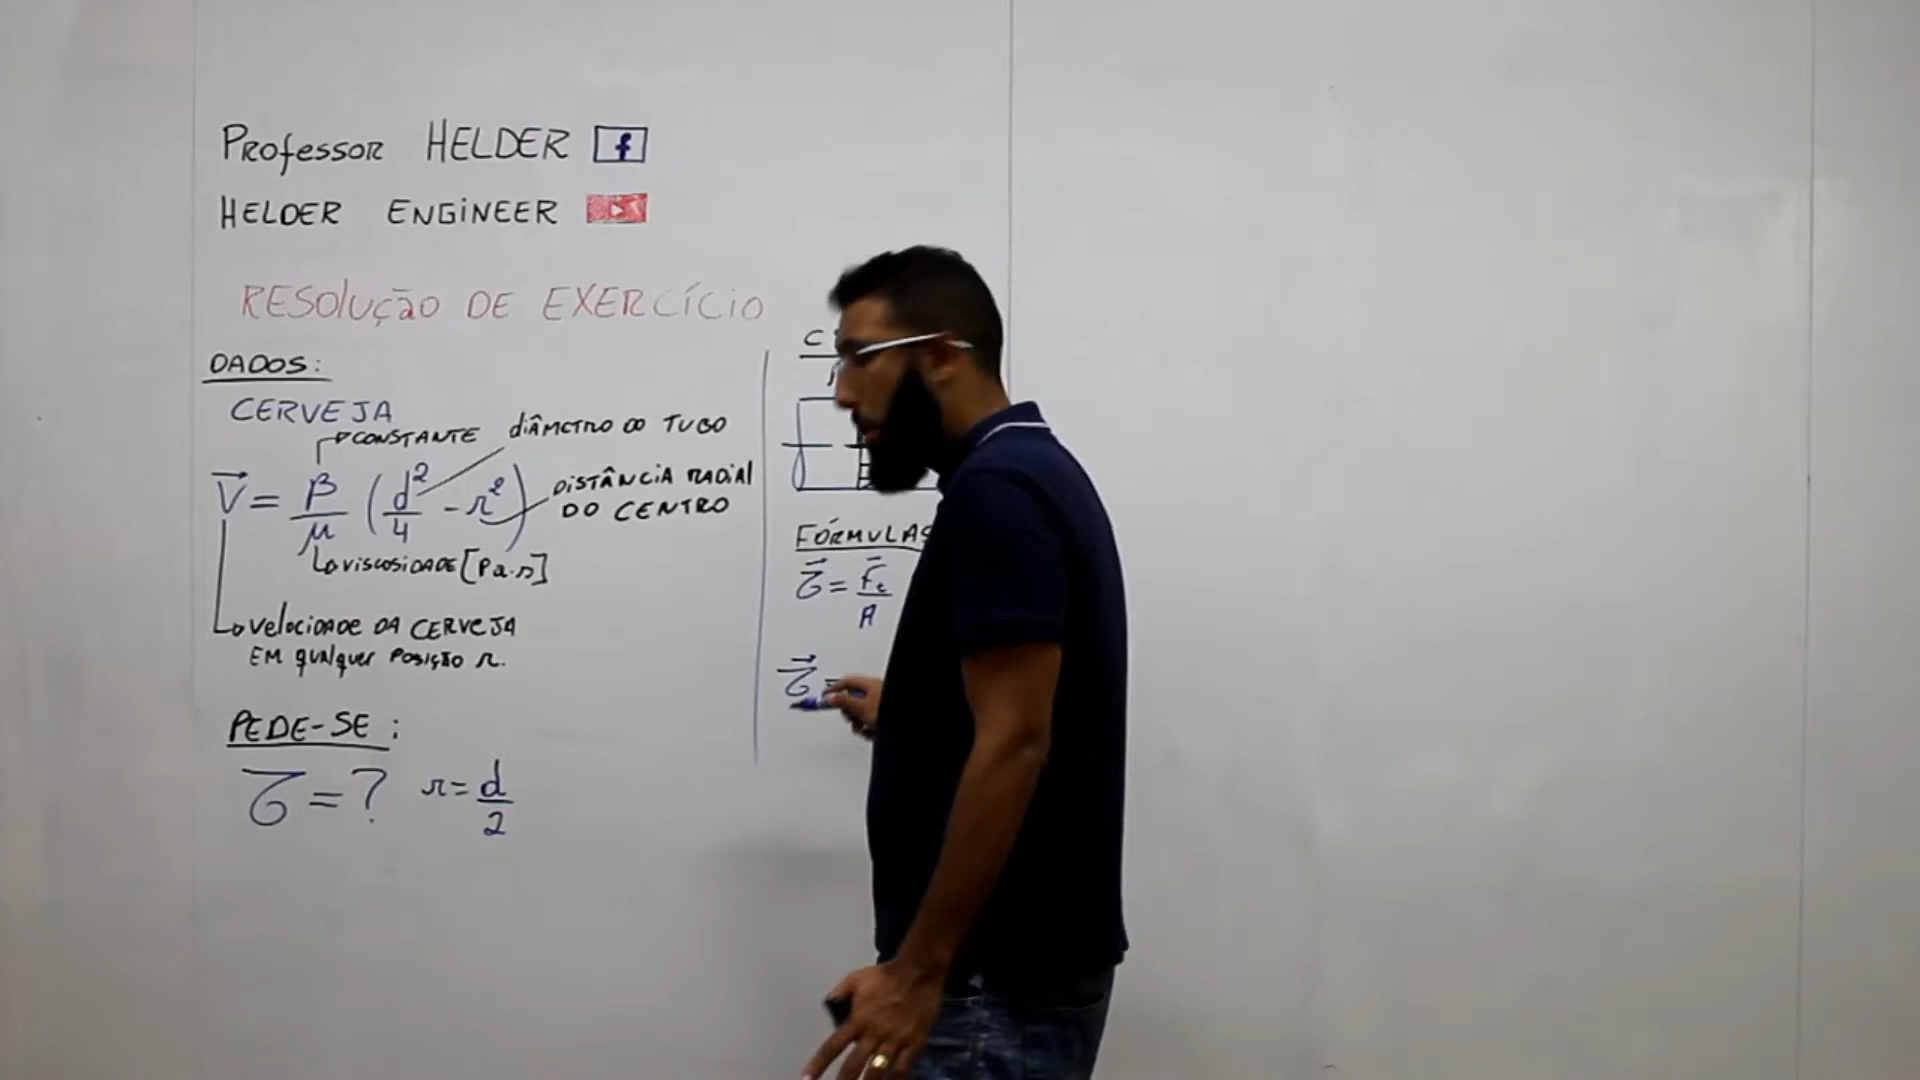 Professor HELDER f
HELDER ENGINEER
RESOLUÇÃO DE EXERCÍCIO
DADOS:
CERVEJA
CONSTANTE
diâmetro do TUBO
V⃗ = β/μ (d²/4 - r²)
DISTÂNCIA RADIAL
DO CENTRO
VISCOSIDADE [Pa.s]
Velocidade DA CERVEJA
EM qualquer POSIÇÃO r.
PEDE-SE:
τ = ? r = d/2
FÓRMULAS
τ⃗ = F⃗t/A
τ⃗ =